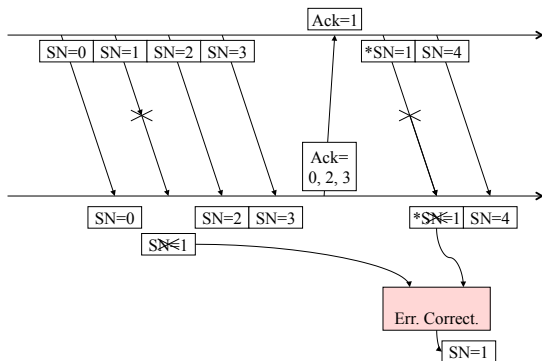 Ack=1
SN=0 SN=1 SN=2 SN=3 *SN=1 SN=4
Ack=
0, 2, 3
SN=0 SN=2 SN=3 *SN=1 SN=4
SN=1
Err. Correct.
SN=1